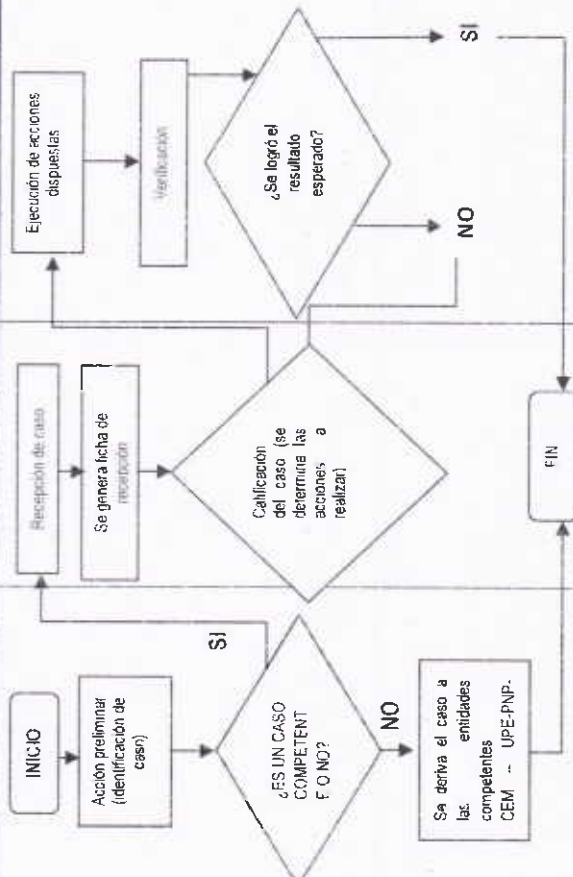 INICIO
Acción preliminar
(identificación de
caso)
¿ES UN CASO
COMPETENT
E O NO?
SI
NO
Se deriva el caso a
las entidades
competentes
CEM – UPE-PNP-
Recepción de caso
Se genera ficha de
recepción
Calificación
del caso (se
determina las
acciones a
realizar)
Ejecución de acciones
dispuestas
Verificación
¿Se logró el
resultado
esperado?
NO
SI
FIN